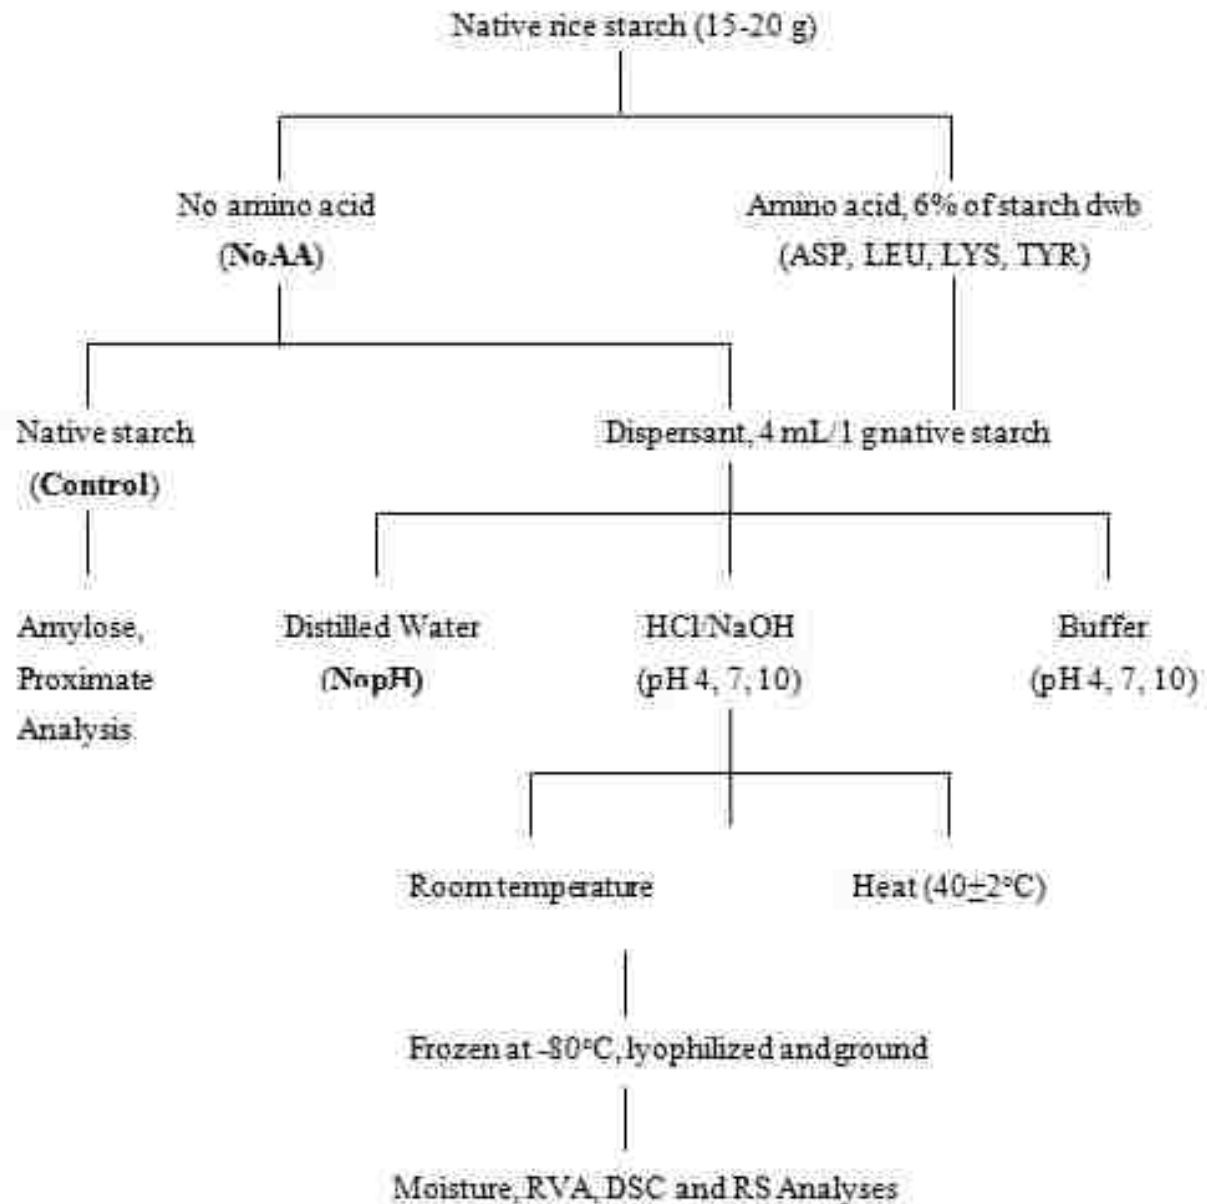 Native rice starch (15-20 g)
No amino acid
(NoAA)
Amino acid, 6% of starch dwb
(ASP, LEU, LYS, TYR)
Native starch
(Control)
Dispersant, 4 mL/1 gnative starch
Amylose,
Proximate
Analysis
Distilled Water
(NopH)
HCl/NaOH
(pH 4, 7, 10)
Buffer
(pH 4, 7, 10)
Room temperature
Heat (40±2°C)
Frozen at -80°C, lyophilized and ground
Moisture, RVA, DSC and RS Analyses